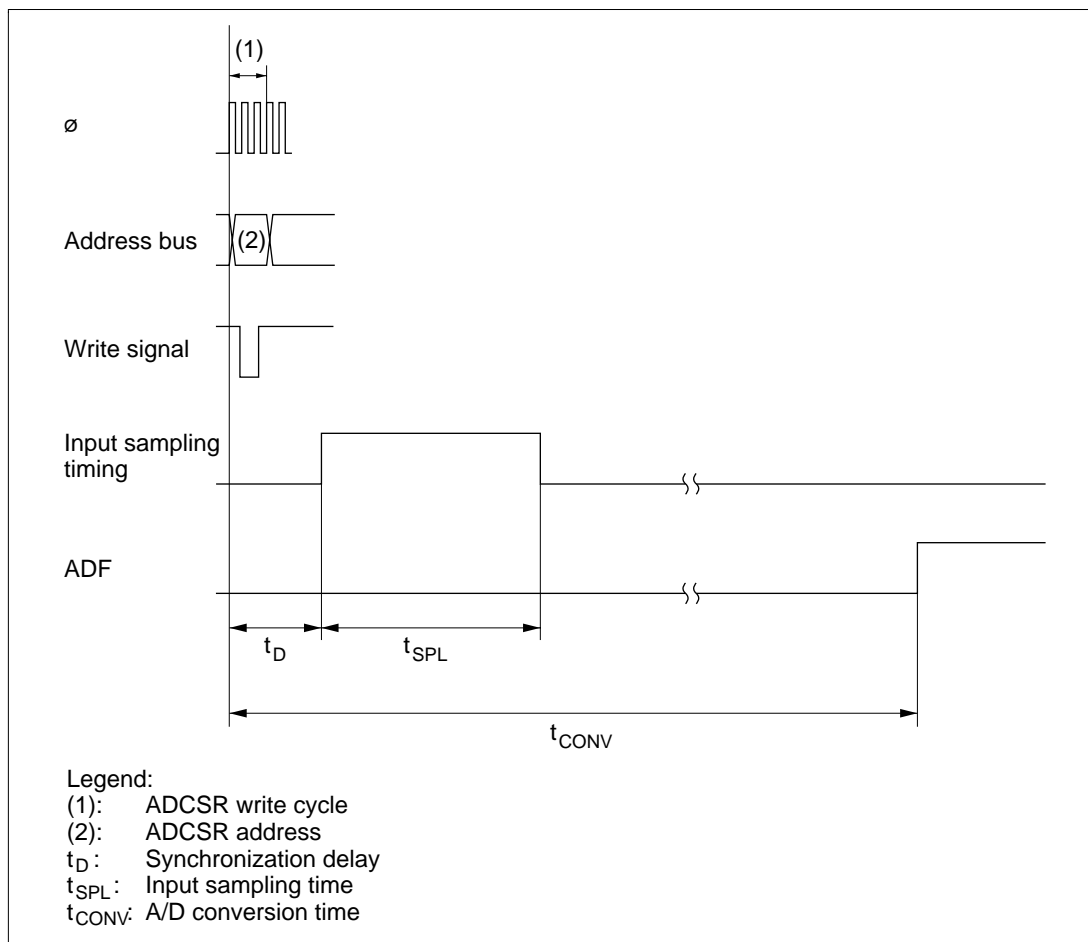 (1)
ø
Address bus
(2)
Write signal
Input sampling
timing
ADF
tD
tSPL
tCONV
Legend:
(1): ADCSR write cycle
(2): ADCSR address
tD: Synchronization delay
tSPL: Input sampling time
tCONV: A/D conversion time